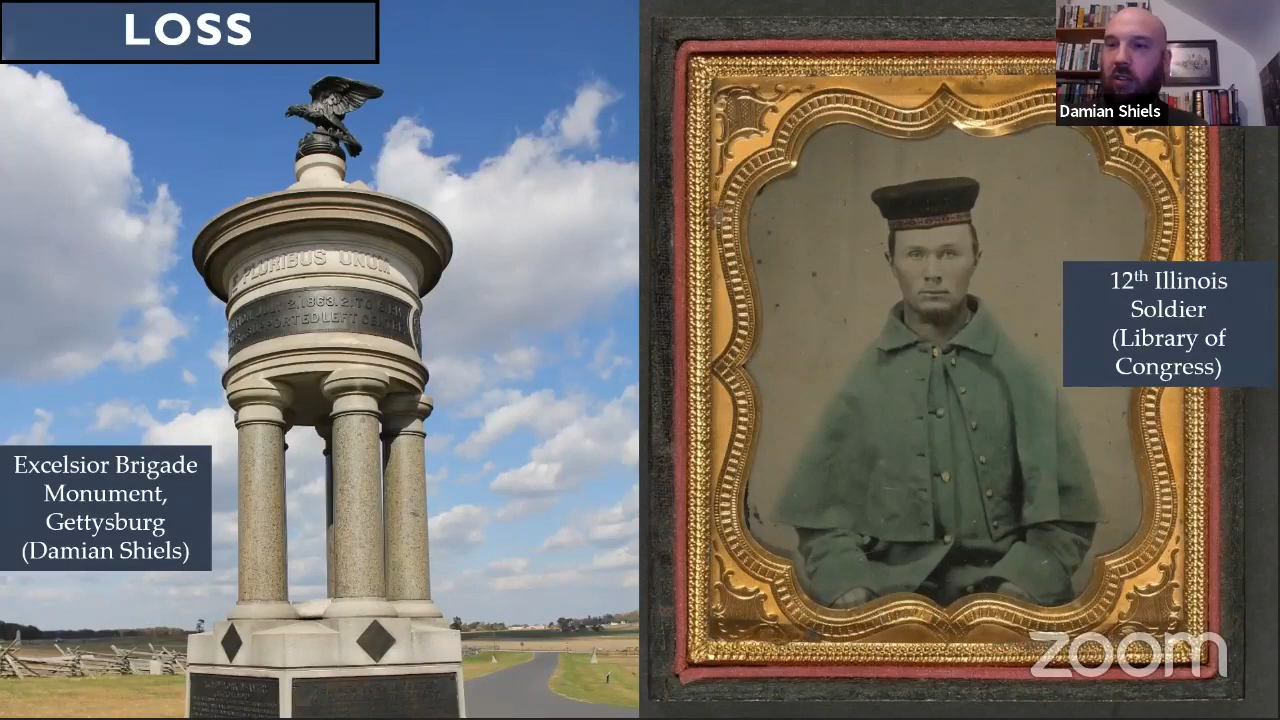 LOSS
E PLURIBUS UNUM
Damian Shiels
12th Illinois
Soldier
(Library of
Congress)
Excelsior Brigade
Monument,
Gettysburg
(Damian Shiels)
zoom